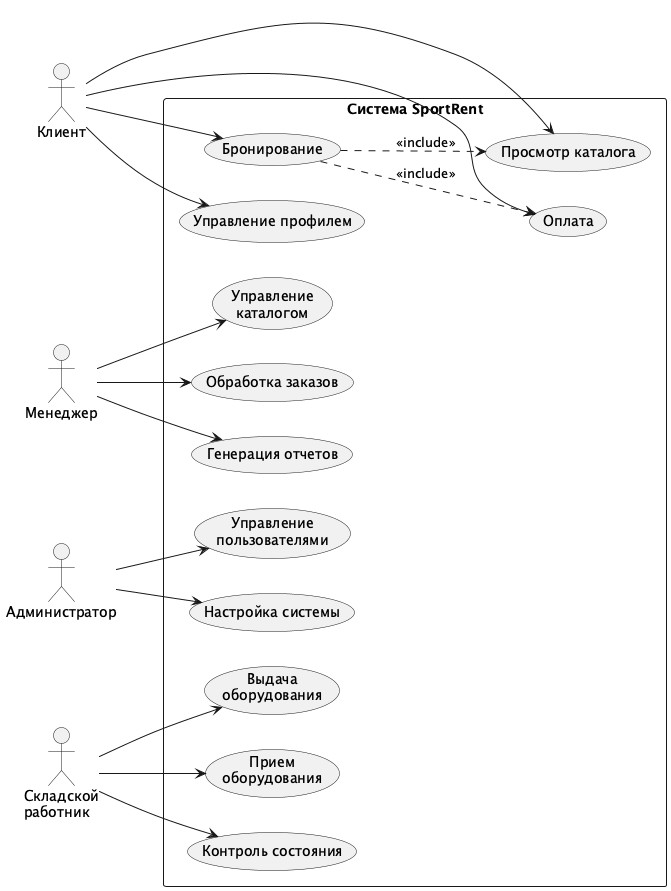 Система SportRent
Клиент
Бронирование
«include»
Просмотр каталога
«include»
Управление профилем
Оплата
Управление
каталогом
Менеджер
Обработка заказов
Генерация отчетов
Управление
пользователями
Администратор
Настройка системы
Выдача
оборудования
Складской
работник
Прием
оборудования
Контроль состояния